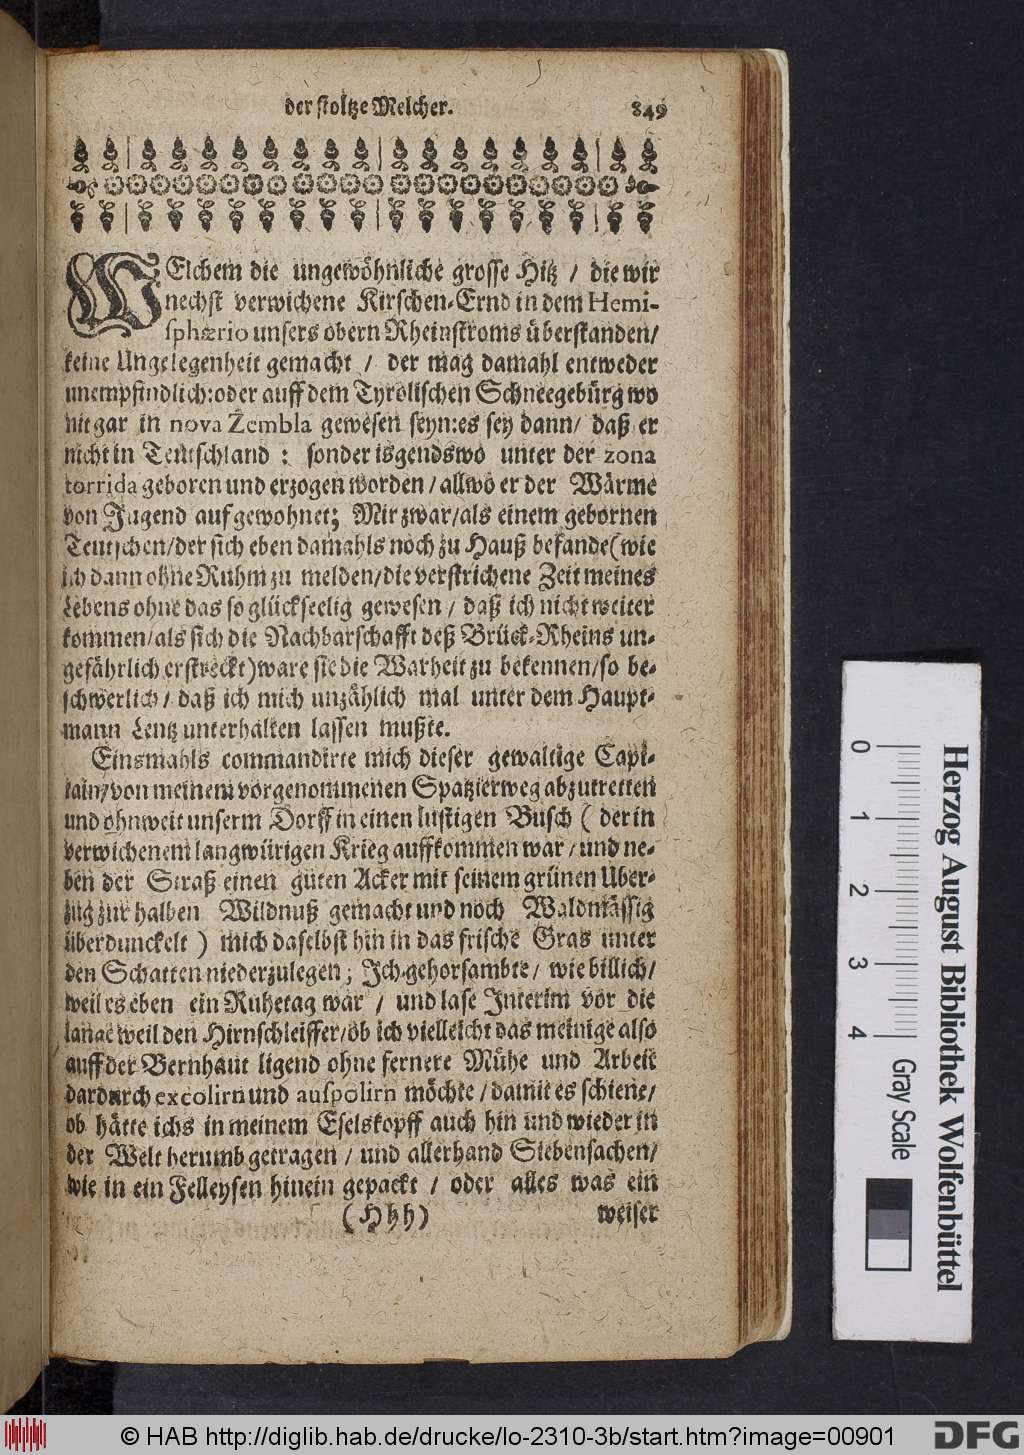 der stoltze Melcher. 849
WElchem die ungewöhnliche grosse Hitz / die wir
nechst verwichene Kirschen-Ernd in dem Hemi-
sphærio unsers obern Rheinstroms überstanden/
keine Ungelegenheit gemacht / der mag damahl entweder
unempfindlich: oder auff dem Tyrolischen Schneegebürg wo
nit gar in nova Zembla gewesen seyn: es sey dann / daß er
nicht in Teutschland : sonder isgendswo unter der zona
torrida geboren und erzogen worden / allwo er der Wärme
von Jugend auf gewohnet; Mir zwar/als einem gebornen
Teutschen/der sich eben damahls noch zu Hauß befande(wie
ich dann ohne Ruhm zu melden/die verstrichene Zeit meines
Lebens ohne das so glückseelig gewesen / daß ich nicht weiter
kommen/als sich die Nachbarschafft deß Brück-Rheins un-
gefährlich erstreckt) ware sie die Warheit zu bekennen/so be-
schwerlich / daß ich mich unzählich mal unter dem Haupt-
mann Lentz unterhalten lassen mußte.
Einsmahls commandirte mich dieser gewaltige Capi-
tain/von meinem vorgenommenen Spatzierweg abzutretten
und ohnweit unserm Dorff in einen lustigen Busch ( der in
verwichenem langwürigen Krieg auffkommen war / und ne-
ben der Straß einen guten Acker mit seinem grünen Uber-
zug zur halben Wildnuß gemacht und noch Waldmässig
überdunckelt ) mich daselbst hin in das frische Gras unter
den Schatten niederzulegen; Ich gehorsambte / wie billich/
weil es eben ein Ruhetag war / und lase Interim vor die
lange weil den Hirnschleiffer/ob ich vielleicht das meinige also
auff der Bernhaut ligend ohne fernere Mühe und Arbeit
dardurch excolirn und auspolirn möchte / damit es schiene/
ob hätte ichs in meinem Eselskopff auch hin und wieder in
der Welt herumb getragen / und allerhand Siebensachen/
wie in ein Felleysen hinein gepackt / oder alles was ein
(Hhh) weiser
0 1 2 3 4
Gray Scale
Herzog August Bibliothek Wolfenbüttel
© HAB http://diglib.hab.de/drucke/lo-2310-3b/start.htm?image=00901
DFG